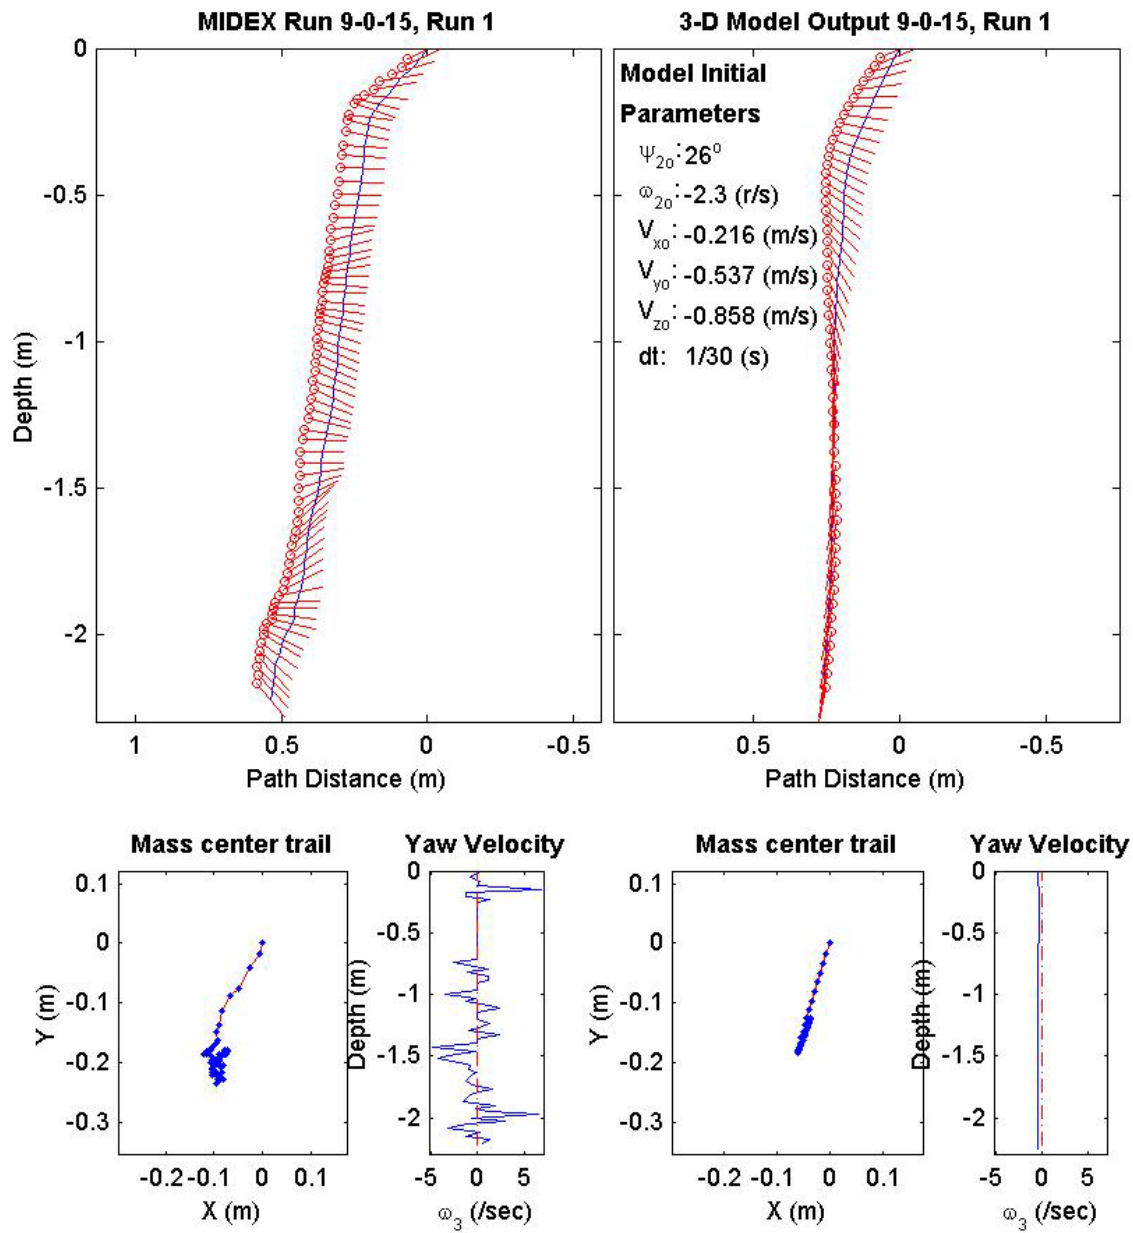 MIDEX Run 9-0-15, Run 1
0
-0.5
-1
-1.5
-2
Depth (m)
1 0.5 0 -0.5
Path Distance (m)
3-D Model Output 9-0-15, Run 1
Model Initial
Parameters
Ψ2o: 26o
ω2o: -2.3 (r/s)
Vxo: -0.216 (m/s)
Vyo: -0.537 (m/s)
Vzo: -0.858 (m/s)
dt: 1/30 (s)
0.5 0 -0.5
Path Distance (m)
Mass center trail
0.1
0
-0.1
-0.2
-0.3
Y (m)
-0.2 -0.1 0 0.1
X (m)
Yaw Velocity
0
-0.5
-1
-1.5
-2
Depth (m)
-5 0 5
ω3 (/sec)
Mass center trail
0.1
0
-0.1
-0.2
-0.3
Y (m)
-0.2 -0.1 0 0.1
X (m)
Yaw Velocity
0
-0.5
-1
-1.5
-2
Depth (m)
-5 0 5
ω3 (/sec)